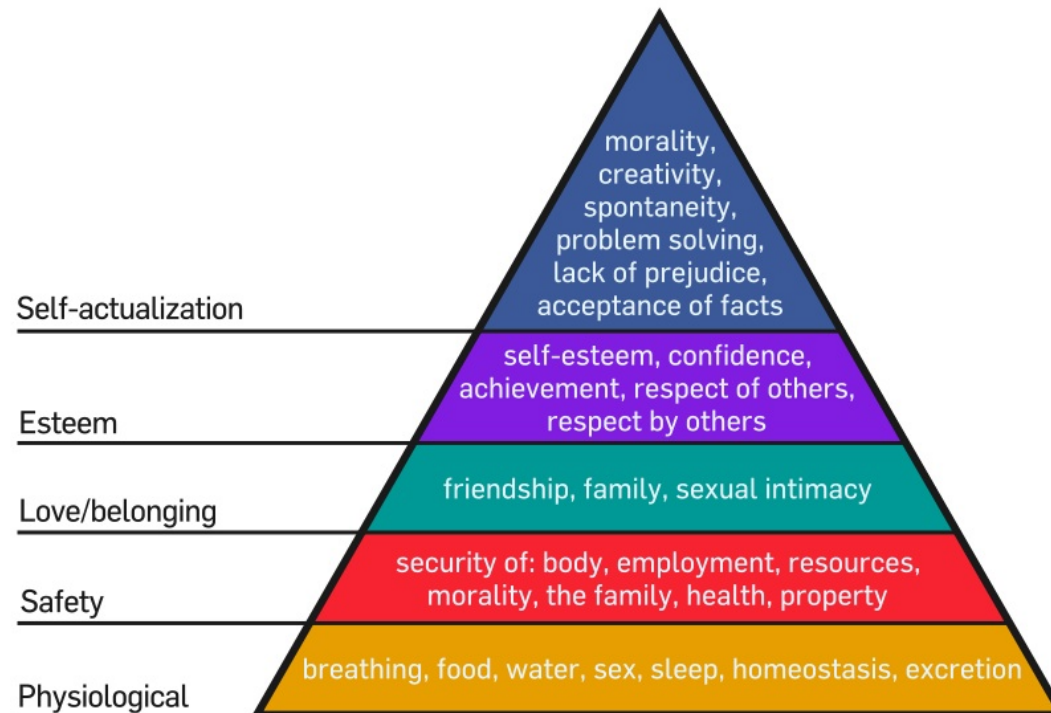 morality,
creativity,
spontaneity,
problem solving,
lack of prejudice,
acceptance of facts
Self-actualization
self-esteem, confidence,
achievement, respect of others,
respect by others
Esteem
friendship, family, sexual intimacy
Love/belonging
security of: body, employment, resources,
morality, the family, health, property
Safety
breathing, food, water, sex, sleep, homeostasis, excretion
Physiological